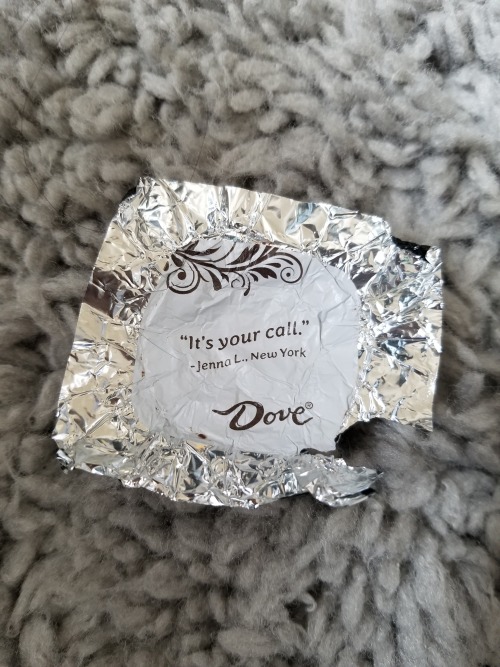 “It's your call.”
-Jenna L., New York
Dove®